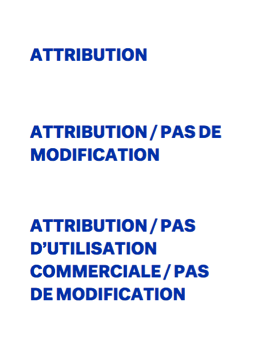 ATTRIBUTION
ATTRIBUTION / PAS DE
MODIFICATION
ATTRIBUTION / PAS
D’UTILISATION
COMMERCIALE / PAS
DE MODIFICATION